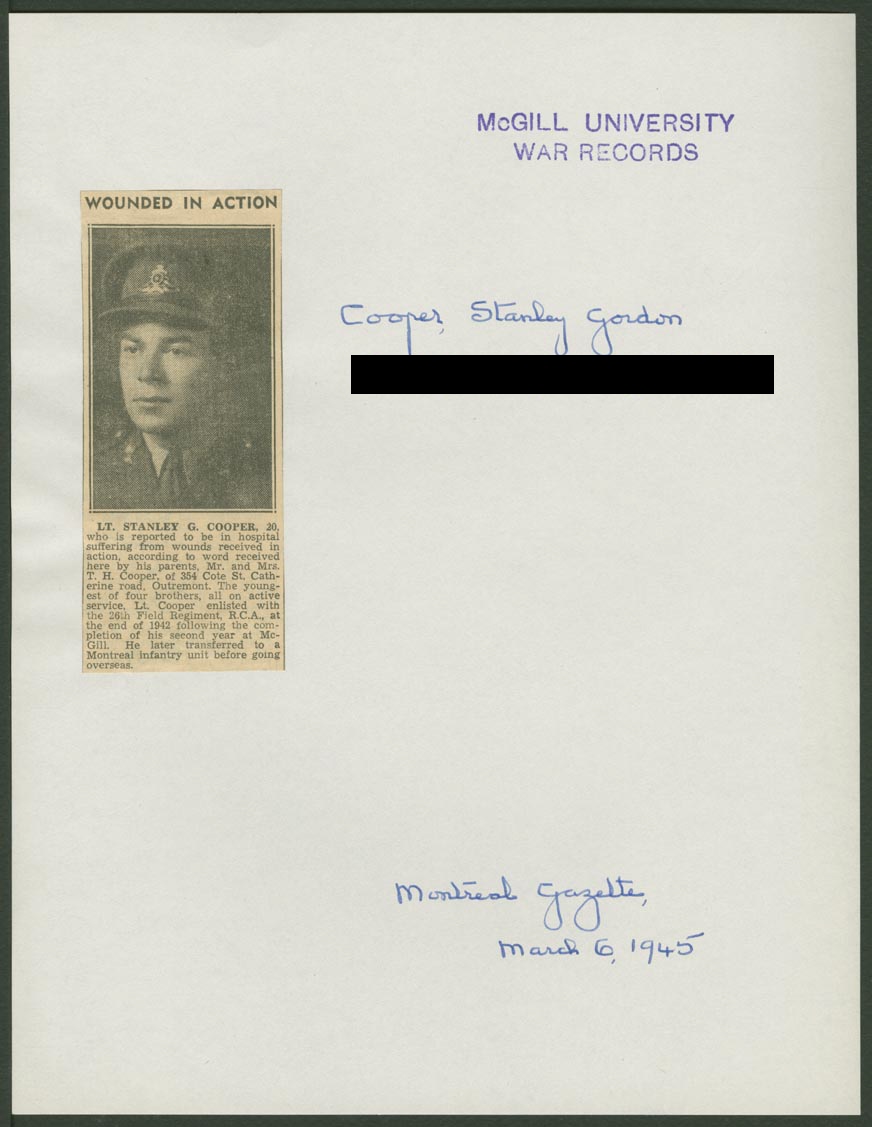 McGILL UNIVERSITY
WAR RECORDS
WOUNDED IN ACTION
Cooper, Stanley Gordon
LT. STANLEY G. COOPER, 20,
who is reported to be in hospital
suffering from wounds received in
action, according to word received
here by his parents, Mr. and Mrs.
T. H. Cooper, of 354 Cote St. Cath-
erine road, Outremont. The young-
est of four brothers, all on active
service, Lt. Cooper enlisted with
the 26th Field Regiment, R.C.A., at
the end of 1942 following the com-
pletion of his second year at Mc-
Gill. He later transferred to a
Montreal infantry unit before going
overseas.
Montreal Gazette,
March 6, 1945